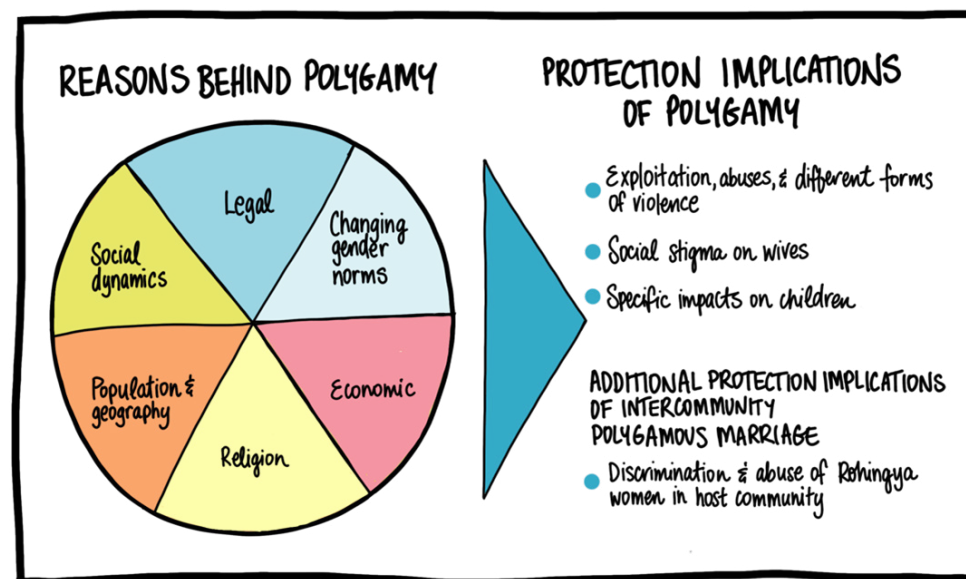 REASONS BEHIND POLYGAMY
Legal
Changing
gender
norms
Economic
Religion
Population &
geography
Social
dynamics
PROTECTION IMPLICATIONS
OF POLYGAMY
Exploitation, abuses, & different forms
of violence
Social stigma on wives
Specific impacts on children
ADDITIONAL PROTECTION IMPLICATIONS
OF INTERCOMMUNITY
POLYGAMOUS MARRIAGE
Discrimination & abuse of Rohingya
women in host community